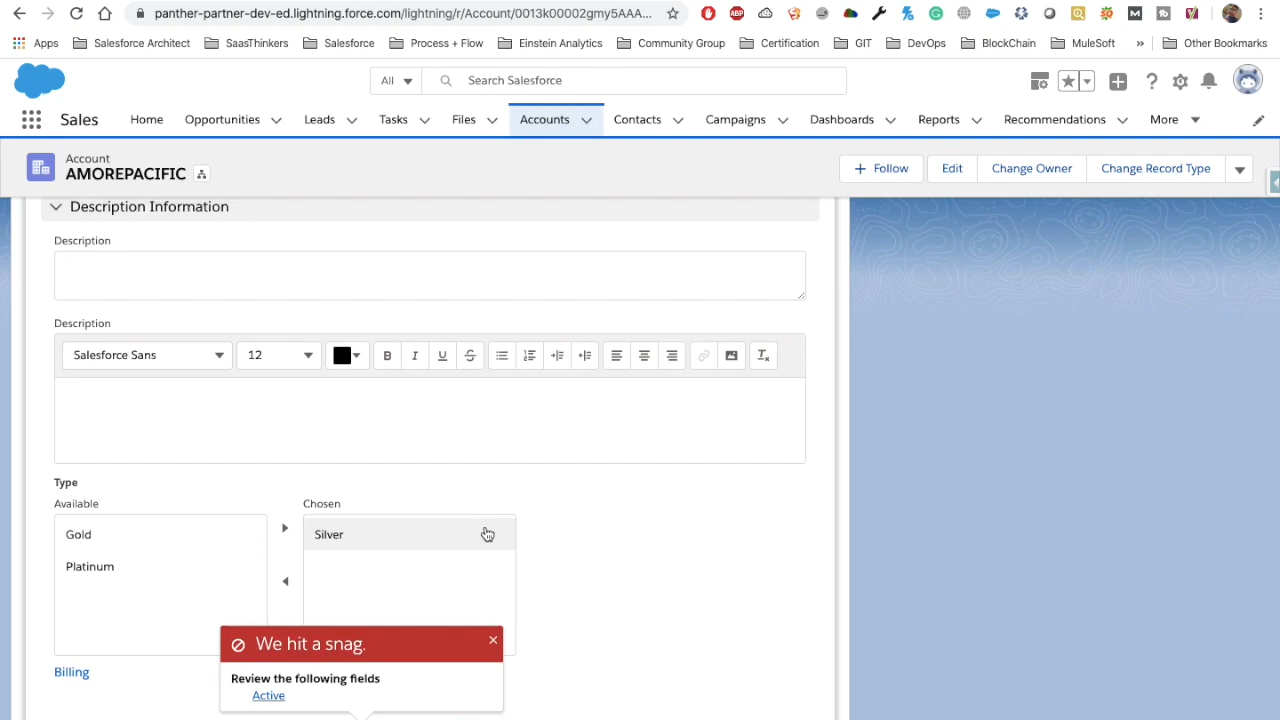 panther-partner-dev-ed.lightning.force.com/lightning/r/Account/0013k00002gmy5AAA...
Apps Salesforce Architect SaasThinkers Salesforce Process + Flow Einstein Analytics Community Group Certification GIT DevOps BlockChain MuleSoft » Other Bookmarks
All Search Salesforce
Sales Home Opportunities Leads Tasks Files Accounts Contacts Campaigns Dashboards Reports Recommendations More
Account
AMOREPACIFIC
+ Follow Edit Change Owner Change Record Type
Description Information
Description
Description
Salesforce Sans 12 B I U S
Type
Available Chosen
Gold Silver
Platinum
We hit a snag.
Billing
Review the following fields
Active